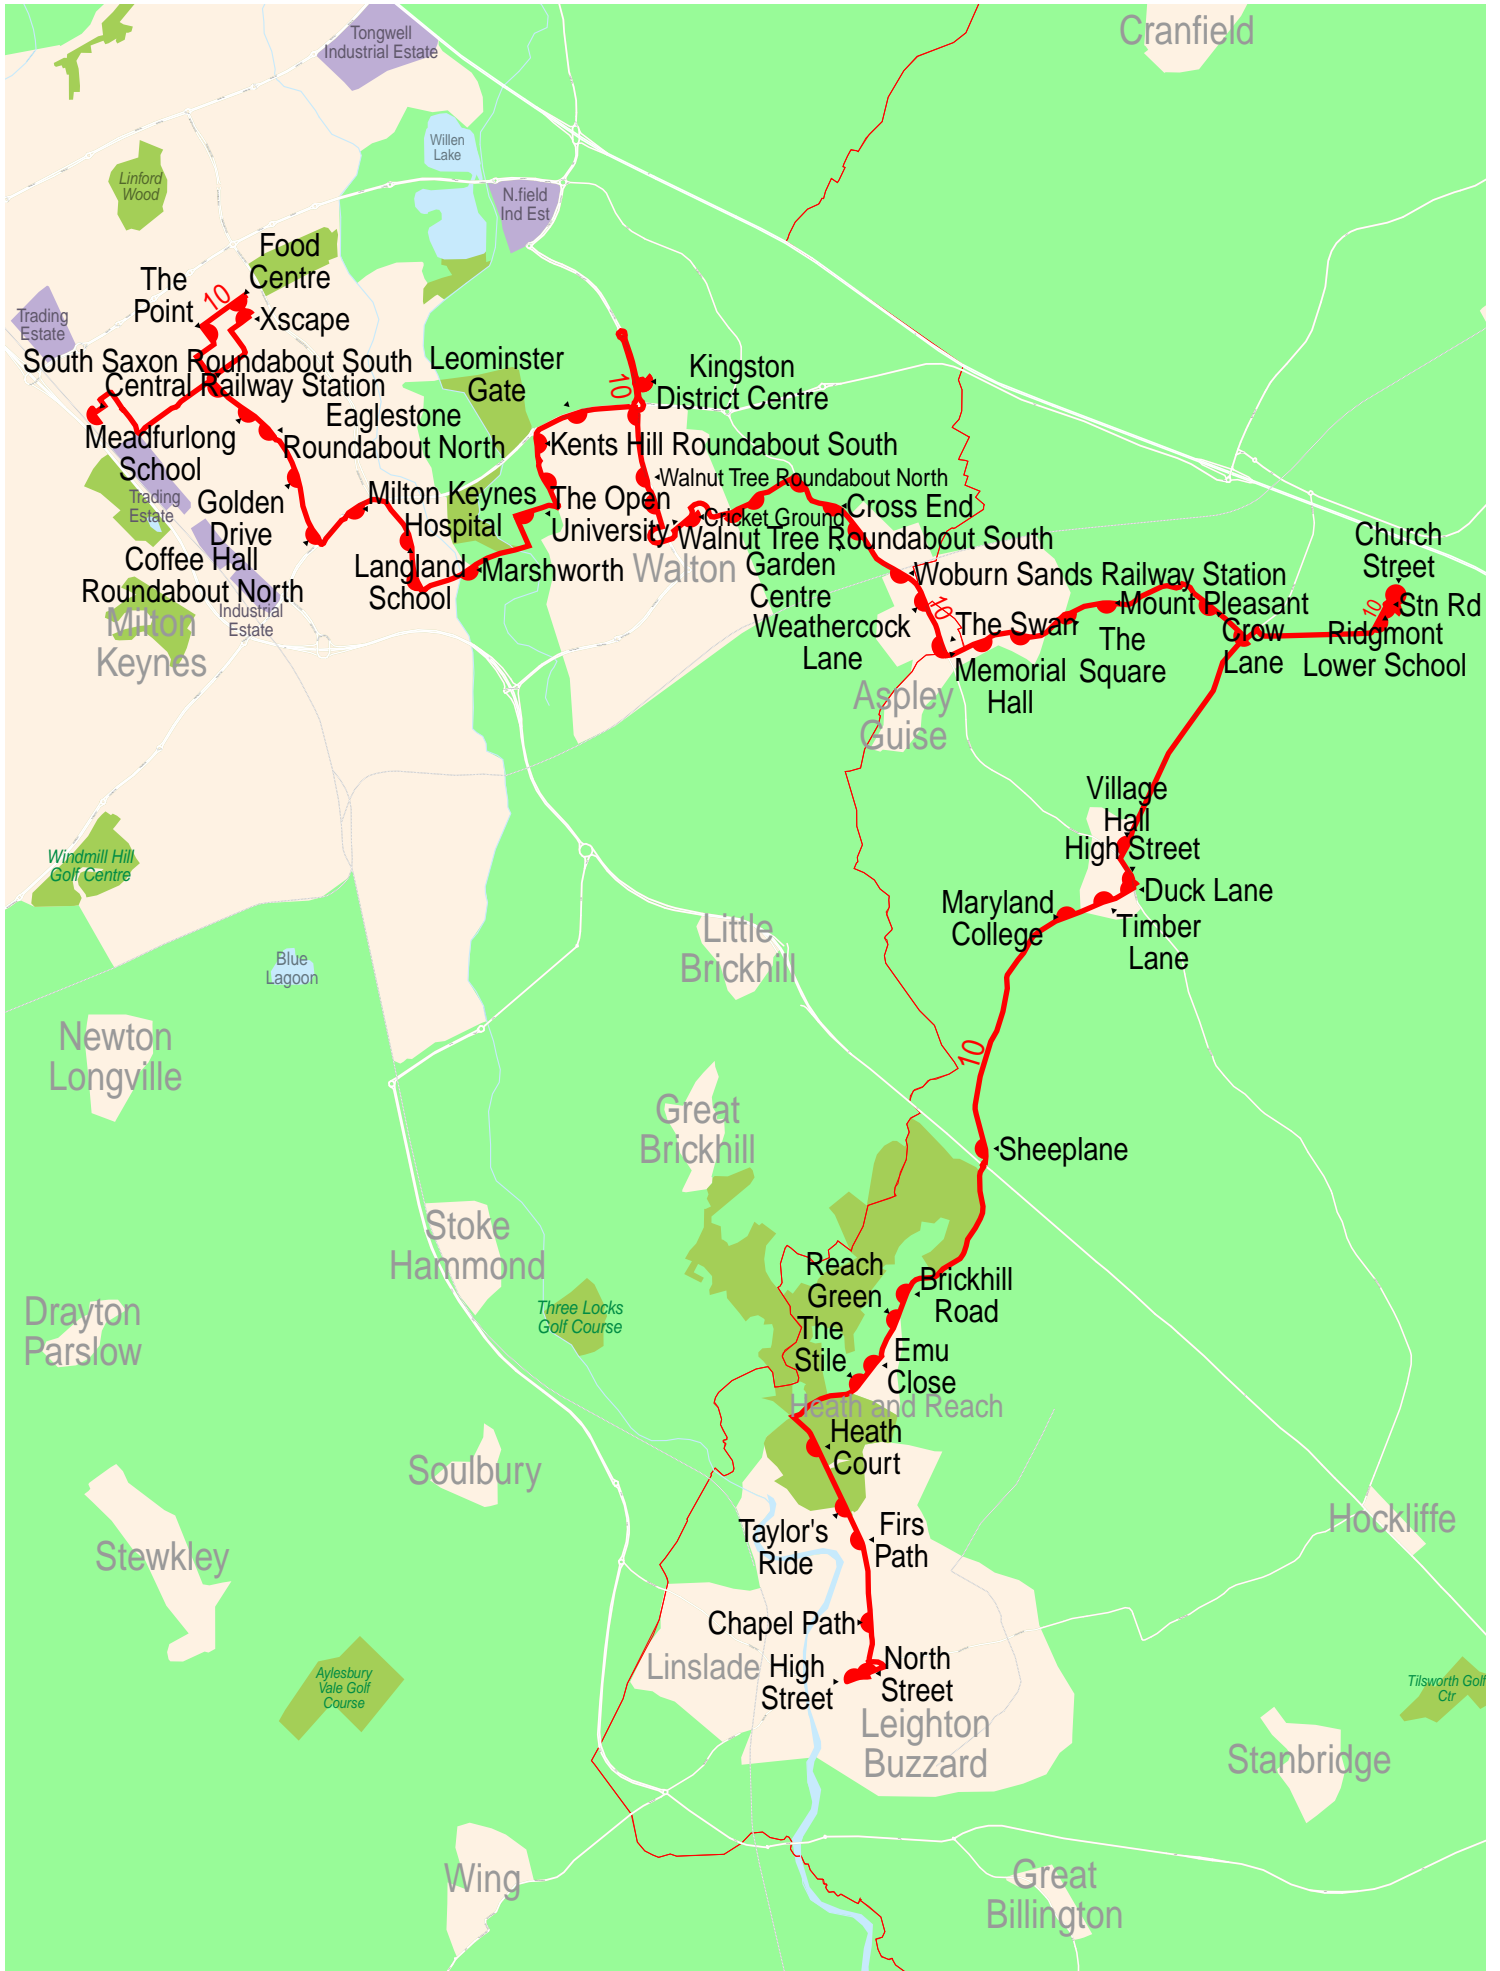 Cranfield
Tongwell
Industrial Estate
Willen
Lake
Linford
Wood
N.field
Ind Est
Food
Centre
The
Point
10
Xscape
Trading
Estate
South Saxon Roundabout South
Central Railway Station
Leominster
Gate
10
Kingston
District Centre
Eaglestone
Roundabout North
Meadfurlong
School
Kents Hill Roundabout South
Walnut Tree Roundabout North
Trading
Estate
Golden
Drive
Milton Keynes
Hospital
The Open
University
Cricket Ground
Cross End
Walnut Tree Roundabout South
Church
Street
Coffee Hall
Roundabout North
Langland
School
Marshworth
Walton
Garden
Centre
Woburn Sands Railway Station
Mount Pleasant
10
Stn Rd
Industrial
Estate
Milton
Keynes
Weathercock
Lane
10
The Swan
The
Square
Crow
Lane
Ridgmont
Lower School
Memorial
Hall
Aspley
Guise
Village
Hall
High Street
Windmill Hill
Golf Centre
Duck Lane
Maryland
College
Timber
Lane
Little
Brickhill
Blue
Lagoon
Newton
Longville
10
Great
Brickhill
Sheeplane
Stoke
Hammond
Reach
Green
Brickhill
Road
Three Locks
Golf Course
Drayton
Parslow
The
Stile
Emu
Close
Heath and Reach
Heath
Court
Soulbury
Hockliffe
Taylor's
Ride
Firs
Path
Stewkley
Chapel Path
Linslade
High
Street
North
Street
Aylesbury
Vale Golf
Course
Tilsworth Golf
Ctr
Leighton
Buzzard
Stanbridge
Wing
Great
Billington